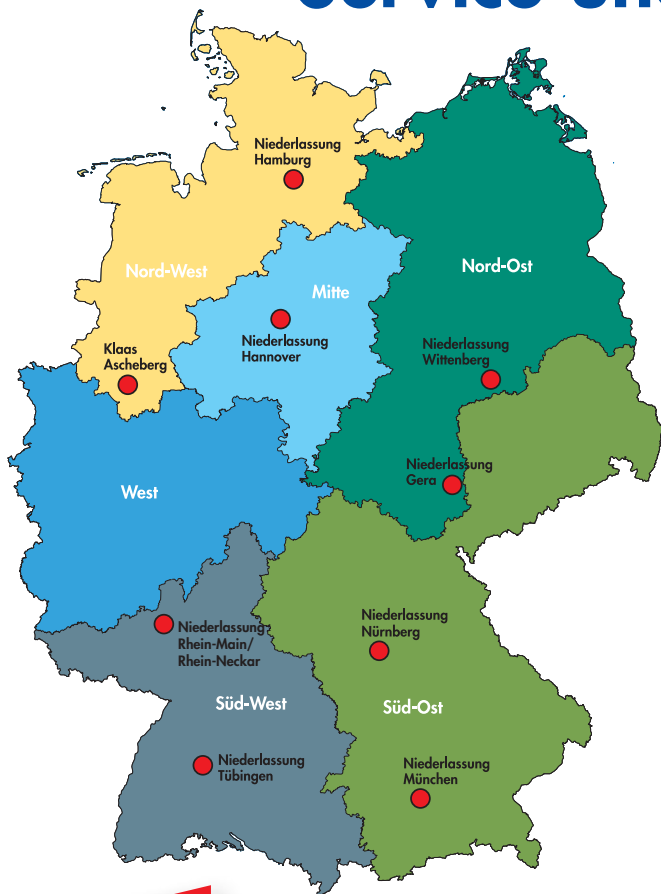 Niederlassung
Hamburg
Nord-West
Mitte
Nord-Ost
Niederlassung
Hannover
Klaas
Ascheberg
Niederlassung
Wittenberg
Niederlassung
Gera
West
Niederlassung
Rhein-Main/
Rhein-Neckar
Niederlassung
Nürnberg
Süd-West
Süd-Ost
Niederlassung
Tübingen
Niederlassung
München